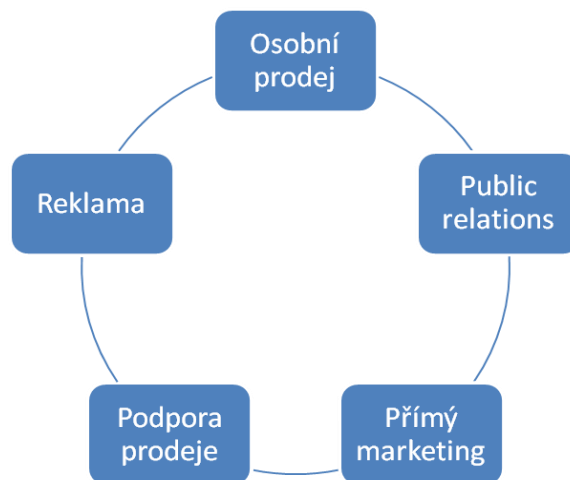 Osobní
prodej
Public
relations
Přímý
marketing
Podpora
prodeje
Reklama